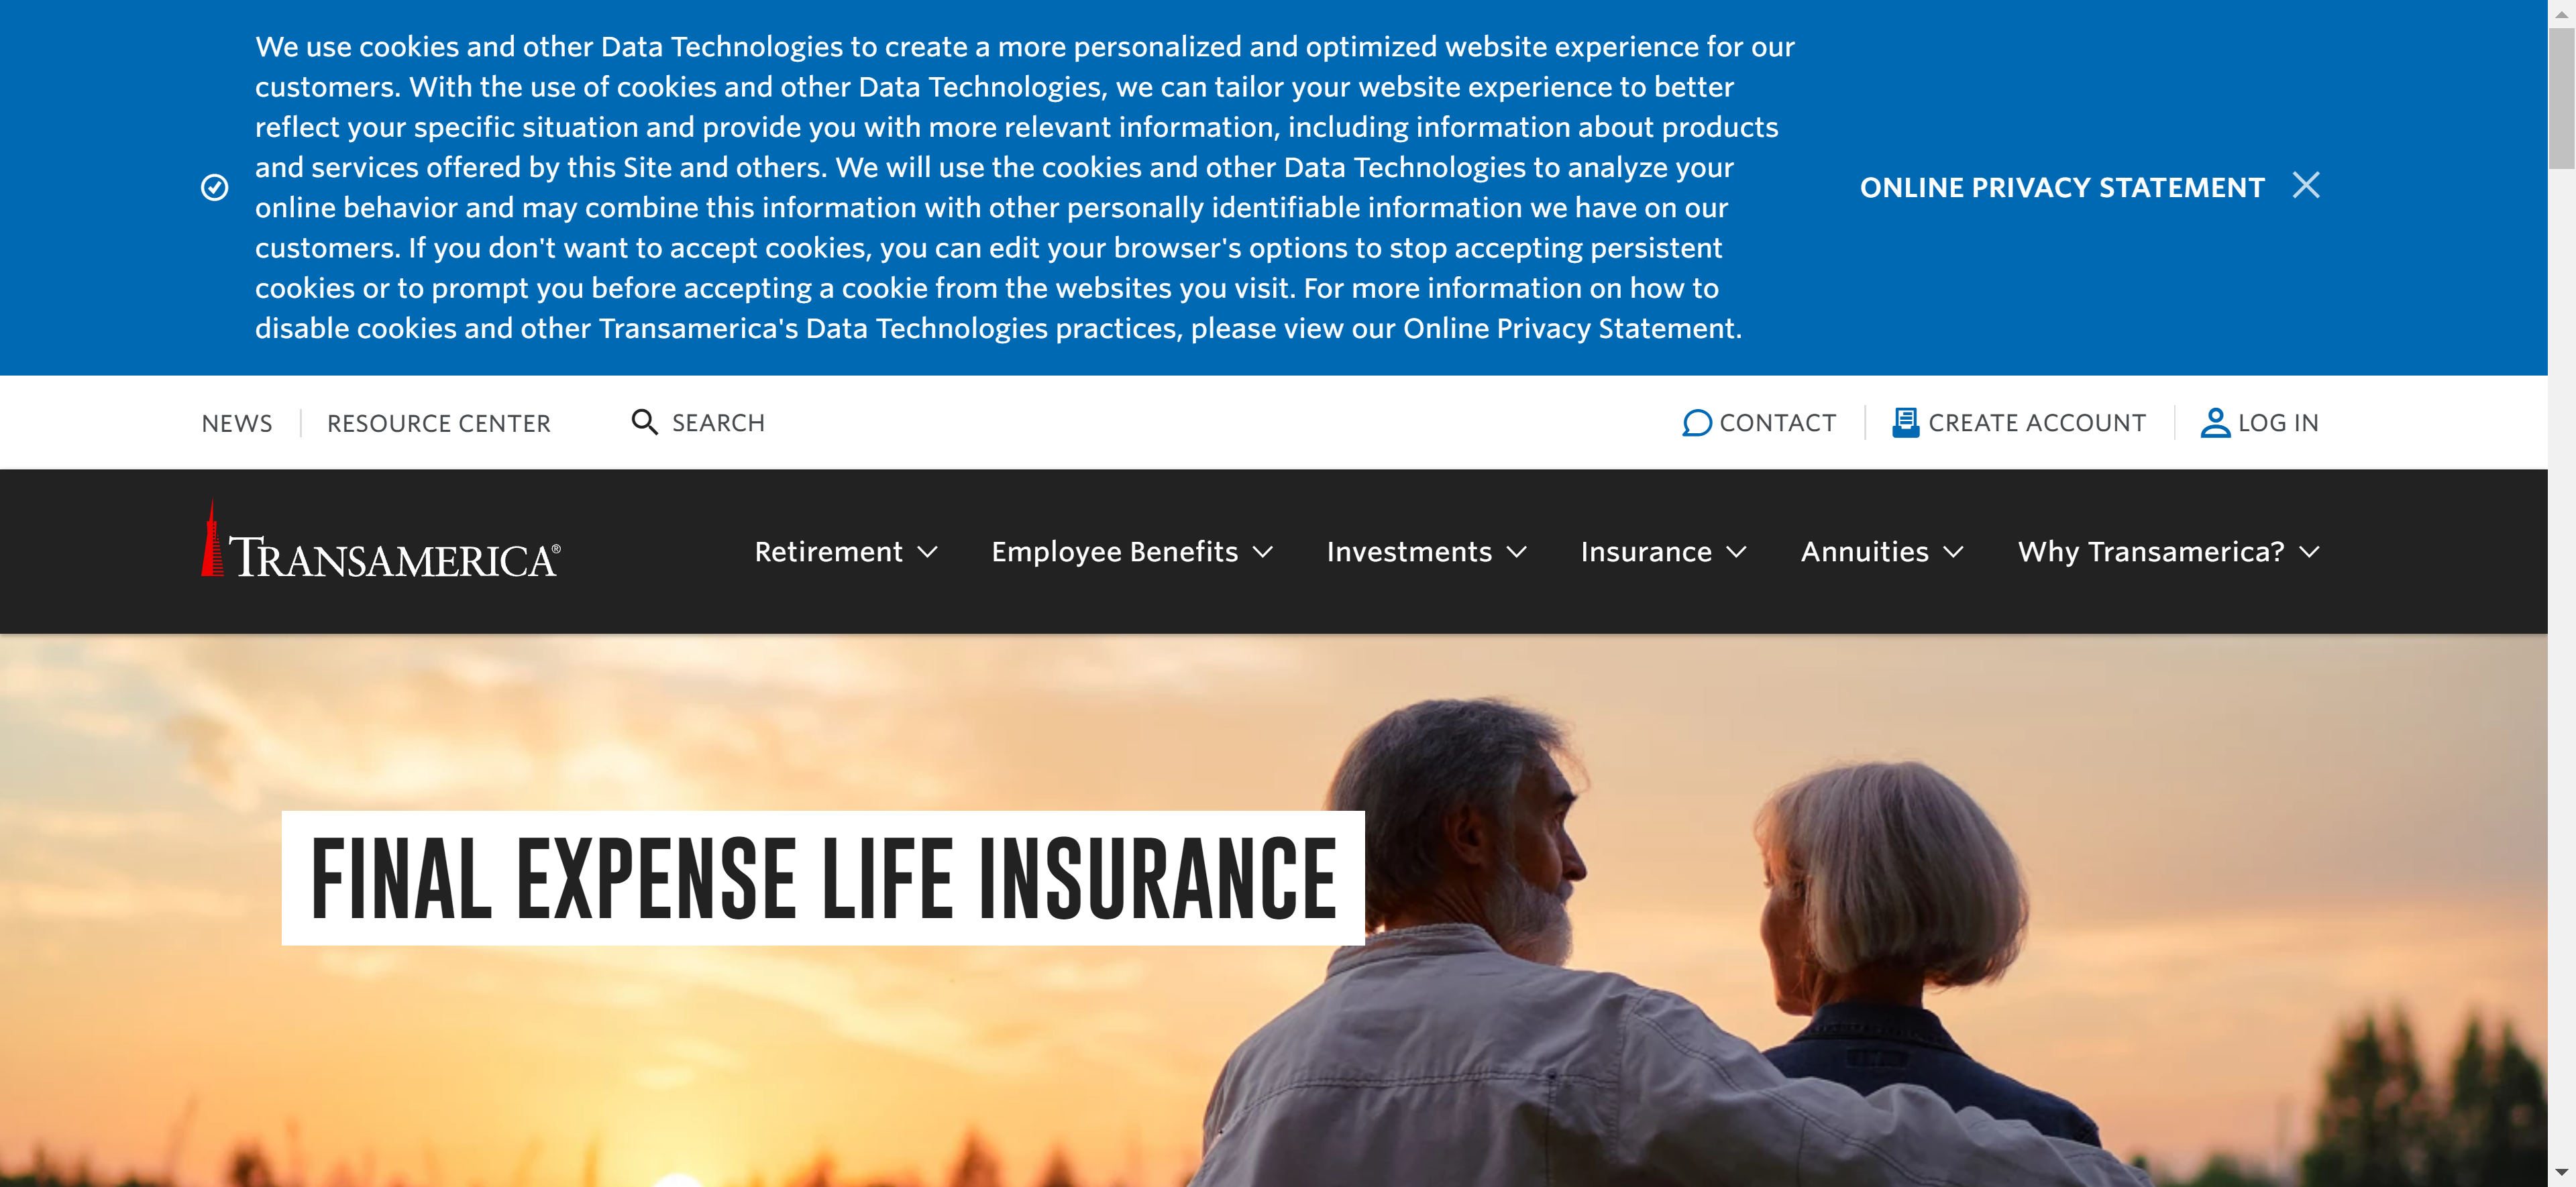 We use cookies and other Data Technologies to create a more personalized and optimized website experience for our
customers. With the use of cookies and other Data Technologies, we can tailor your website experience to better
reflect your specific situation and provide you with more relevant information, including information about products
and services offered by this Site and others. We will use the cookies and other Data Technologies to analyze your
online behavior and may combine this information with other personally identifiable information we have on our
customers. If you don't want to accept cookies, you can edit your browser's options to stop accepting persistent
cookies or to prompt you before accepting a cookie from the websites you visit. For more information on how to
disable cookies and other Transamerica's Data Technologies practices, please view our Online Privacy Statement.
ONLINE PRIVACY STATEMENT
NEWS RESOURCE CENTER SEARCH CONTACT CREATE ACCOUNT LOG IN
TRANSAMERICA® Retirement Employee Benefits Investments Insurance Annuities Why Transamerica?
FINAL EXPENSE LIFE INSURANCE